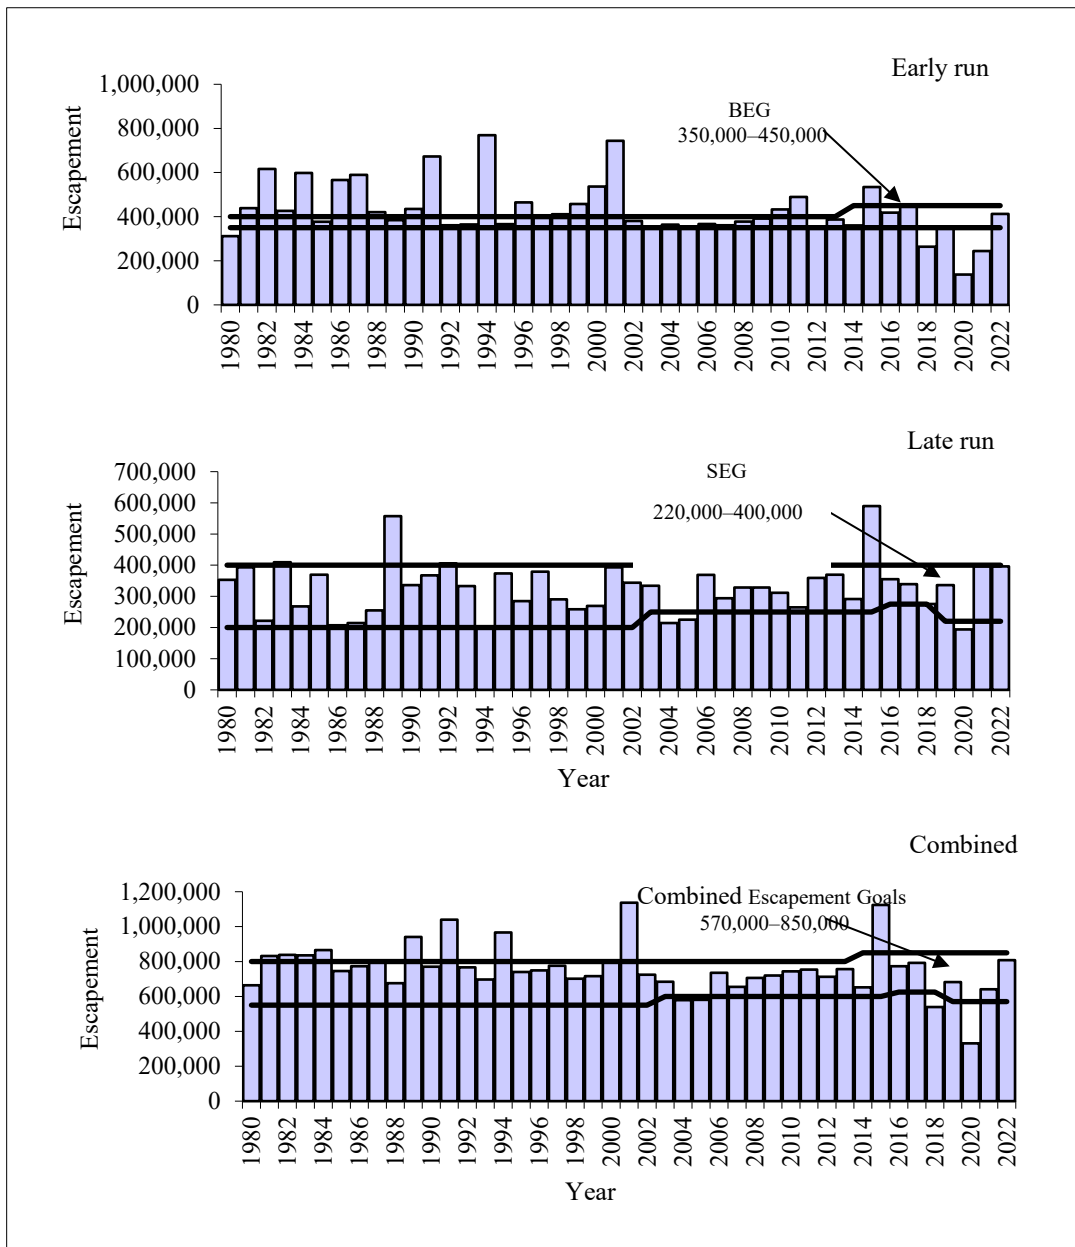 Early run
1,000,000
800,000
600,000
400,000
200,000
0
Escapement
BEG
350,000–450,000
1980 1982 1984 1986 1988 1990 1992 1994 1996 1998 2000 2002 2004 2006 2008 2010 2012 2014 2016 2018 2020 2022
Late run
700,000
600,000
500,000
400,000
300,000
200,000
100,000
0
Escapement
SEG
220,000–400,000
1980 1982 1984 1986 1988 1990 1992 1994 1996 1998 2000 2002 2004 2006 2008 2010 2012 2014 2016 2018 2020 2022
Year
Combined
1,200,000
1,000,000
800,000
600,000
400,000
200,000
0
Escapement
Combined Escapement Goals
570,000–850,000
1980 1982 1984 1986 1988 1990 1992 1994 1996 1998 2000 2002 2004 2006 2008 2010 2012 2014 2016 2018 2020 2022
Year